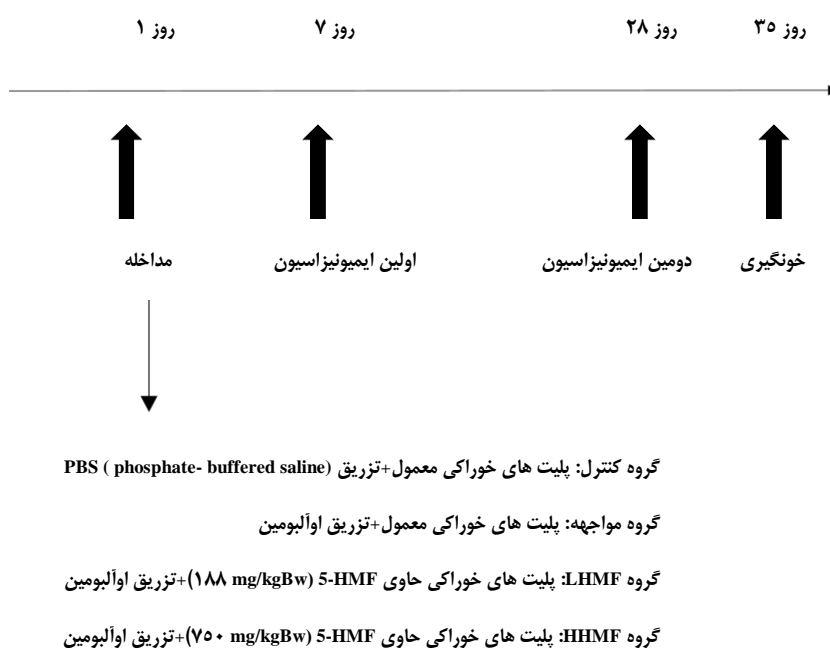 روز ۱
روز ۷
روز ۲۸
روز ۳۵
مداخله
اولین ایمیونیزاسیون
دومین ایمیونیزاسیون
خونگیری
گروه کنترل: پلیت های خوراکی معمول+تزریق PBS ( phosphate- buffered saline)
گروه مواجهه: پلیت های خوراکی معمول+تزریق اوآلبومین
گروه LHMF: پلیت های خوراکی حاوی 5-HMF (۱۸۸ mg/kgBw)+تزریق اوآلبومین
گروه HHMF: پلیت های خوراکی حاوی 5-HMF (۷۵۰ mg/kgBw)+تزریق اوآلبومین